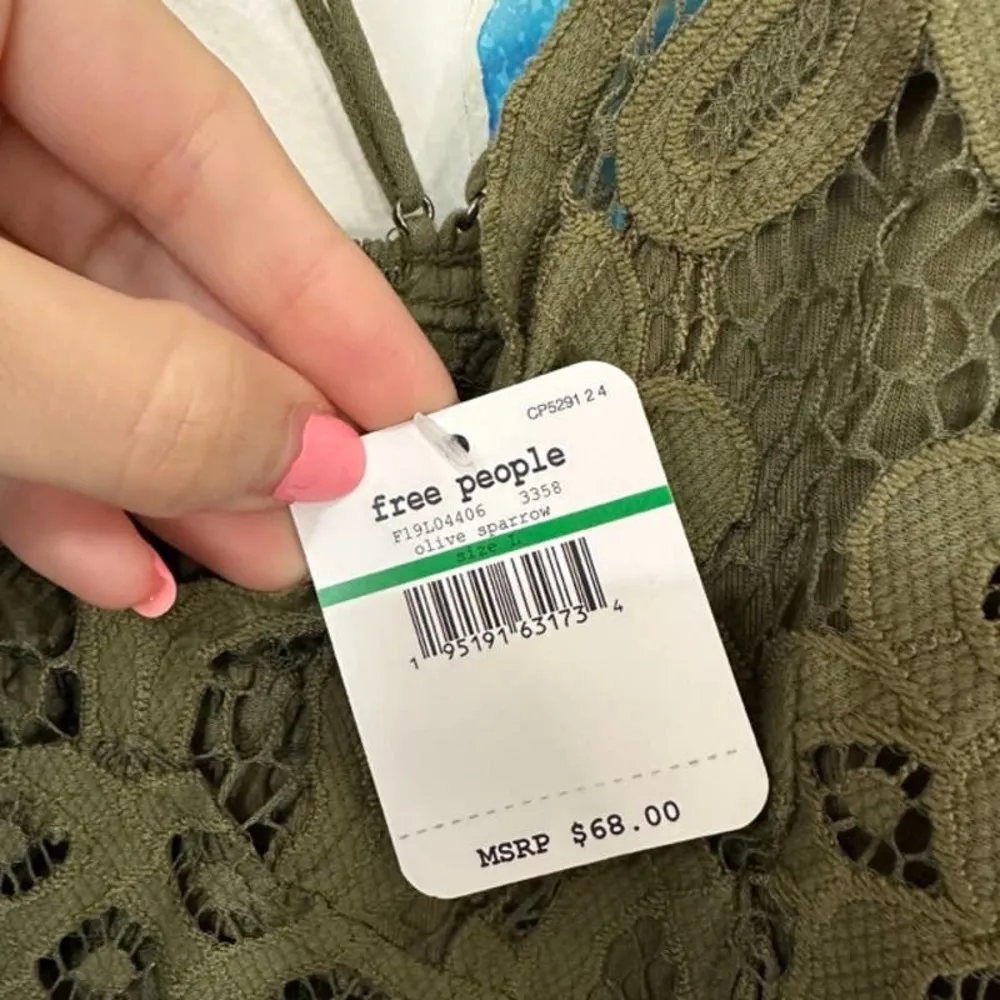 CP5291 2 4
free people
F19L04406 3358
olive sparrow
size L
1 95191 63173 4
MSRP $68.00